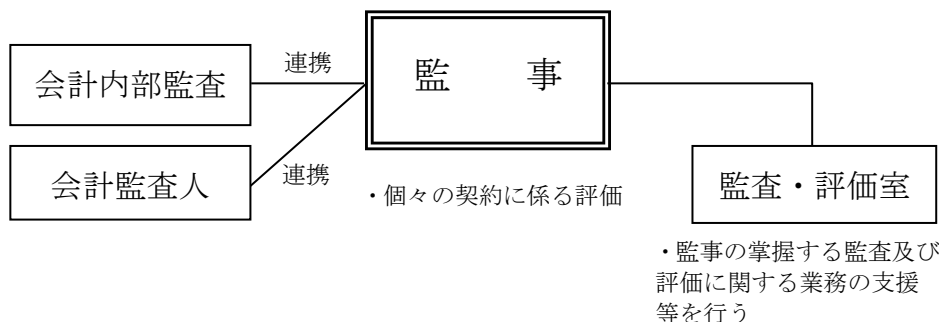 会計内部監査
連携
監　　事
会計監査人
連携
・個々の契約に係る評価
監査・評価室
・監事の掌握する監査及び
評価に関する業務の支援
等を行う